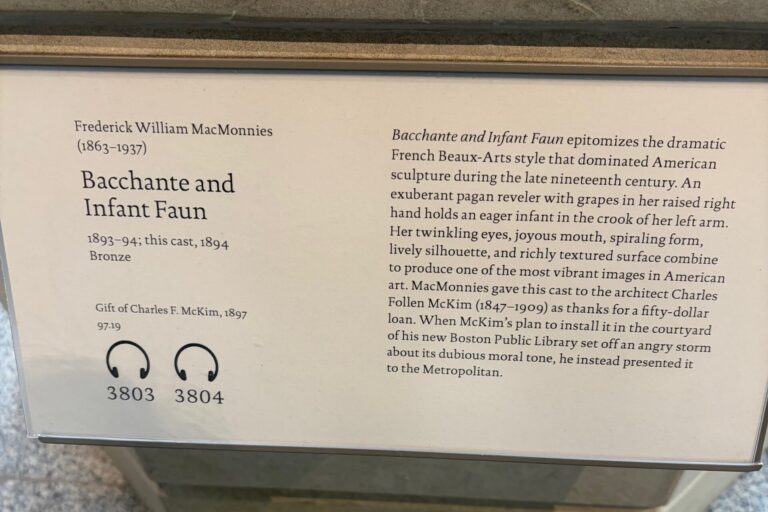 Frederick William MacMonnies
(1863–1937)
Bacchante and
Infant Faun
1893–94; this cast, 1894
Bronze
Gift of Charles F. McKim, 1897
97.19
3803 3804
Bacchante and Infant Faun epitomizes the dramatic
French Beaux-Arts style that dominated American
sculpture during the late nineteenth century. An
exuberant pagan reveler with grapes in her raised right
hand holds an eager infant in the crook of her left arm.
Her twinkling eyes, joyous mouth, spiraling form,
lively silhouette, and richly textured surface combine
to produce one of the most vibrant images in American
art. MacMonnies gave this cast to the architect Charles
Follen McKim (1847–1909) as thanks for a fifty-dollar
loan. When McKim's plan to install it in the courtyard
of his new Boston Public Library set off an angry storm
about its dubious moral tone, he instead presented it
to the Metropolitan.